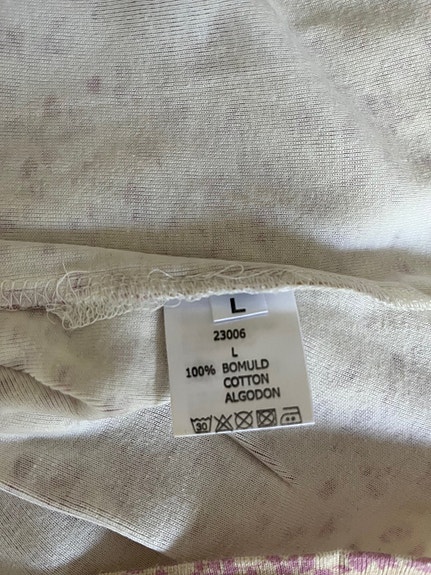 L
23006
L
100% BOMULD
COTTON
ALGODON
30